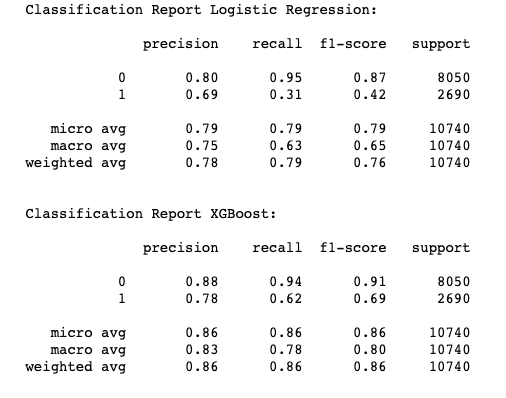 Classification Report Logistic Regression:
precision recall f1-score support
0 0.80 0.95 0.87 8050
1 0.69 0.31 0.42 2690
micro avg 0.79 0.79 0.79 10740
macro avg 0.75 0.63 0.65 10740
weighted avg 0.78 0.79 0.76 10740
Classification Report XGBoost:
precision recall f1-score support
0 0.88 0.94 0.91 8050
1 0.78 0.62 0.69 2690
micro avg 0.86 0.86 0.86 10740
macro avg 0.83 0.78 0.80 10740
weighted avg 0.86 0.86 0.86 10740